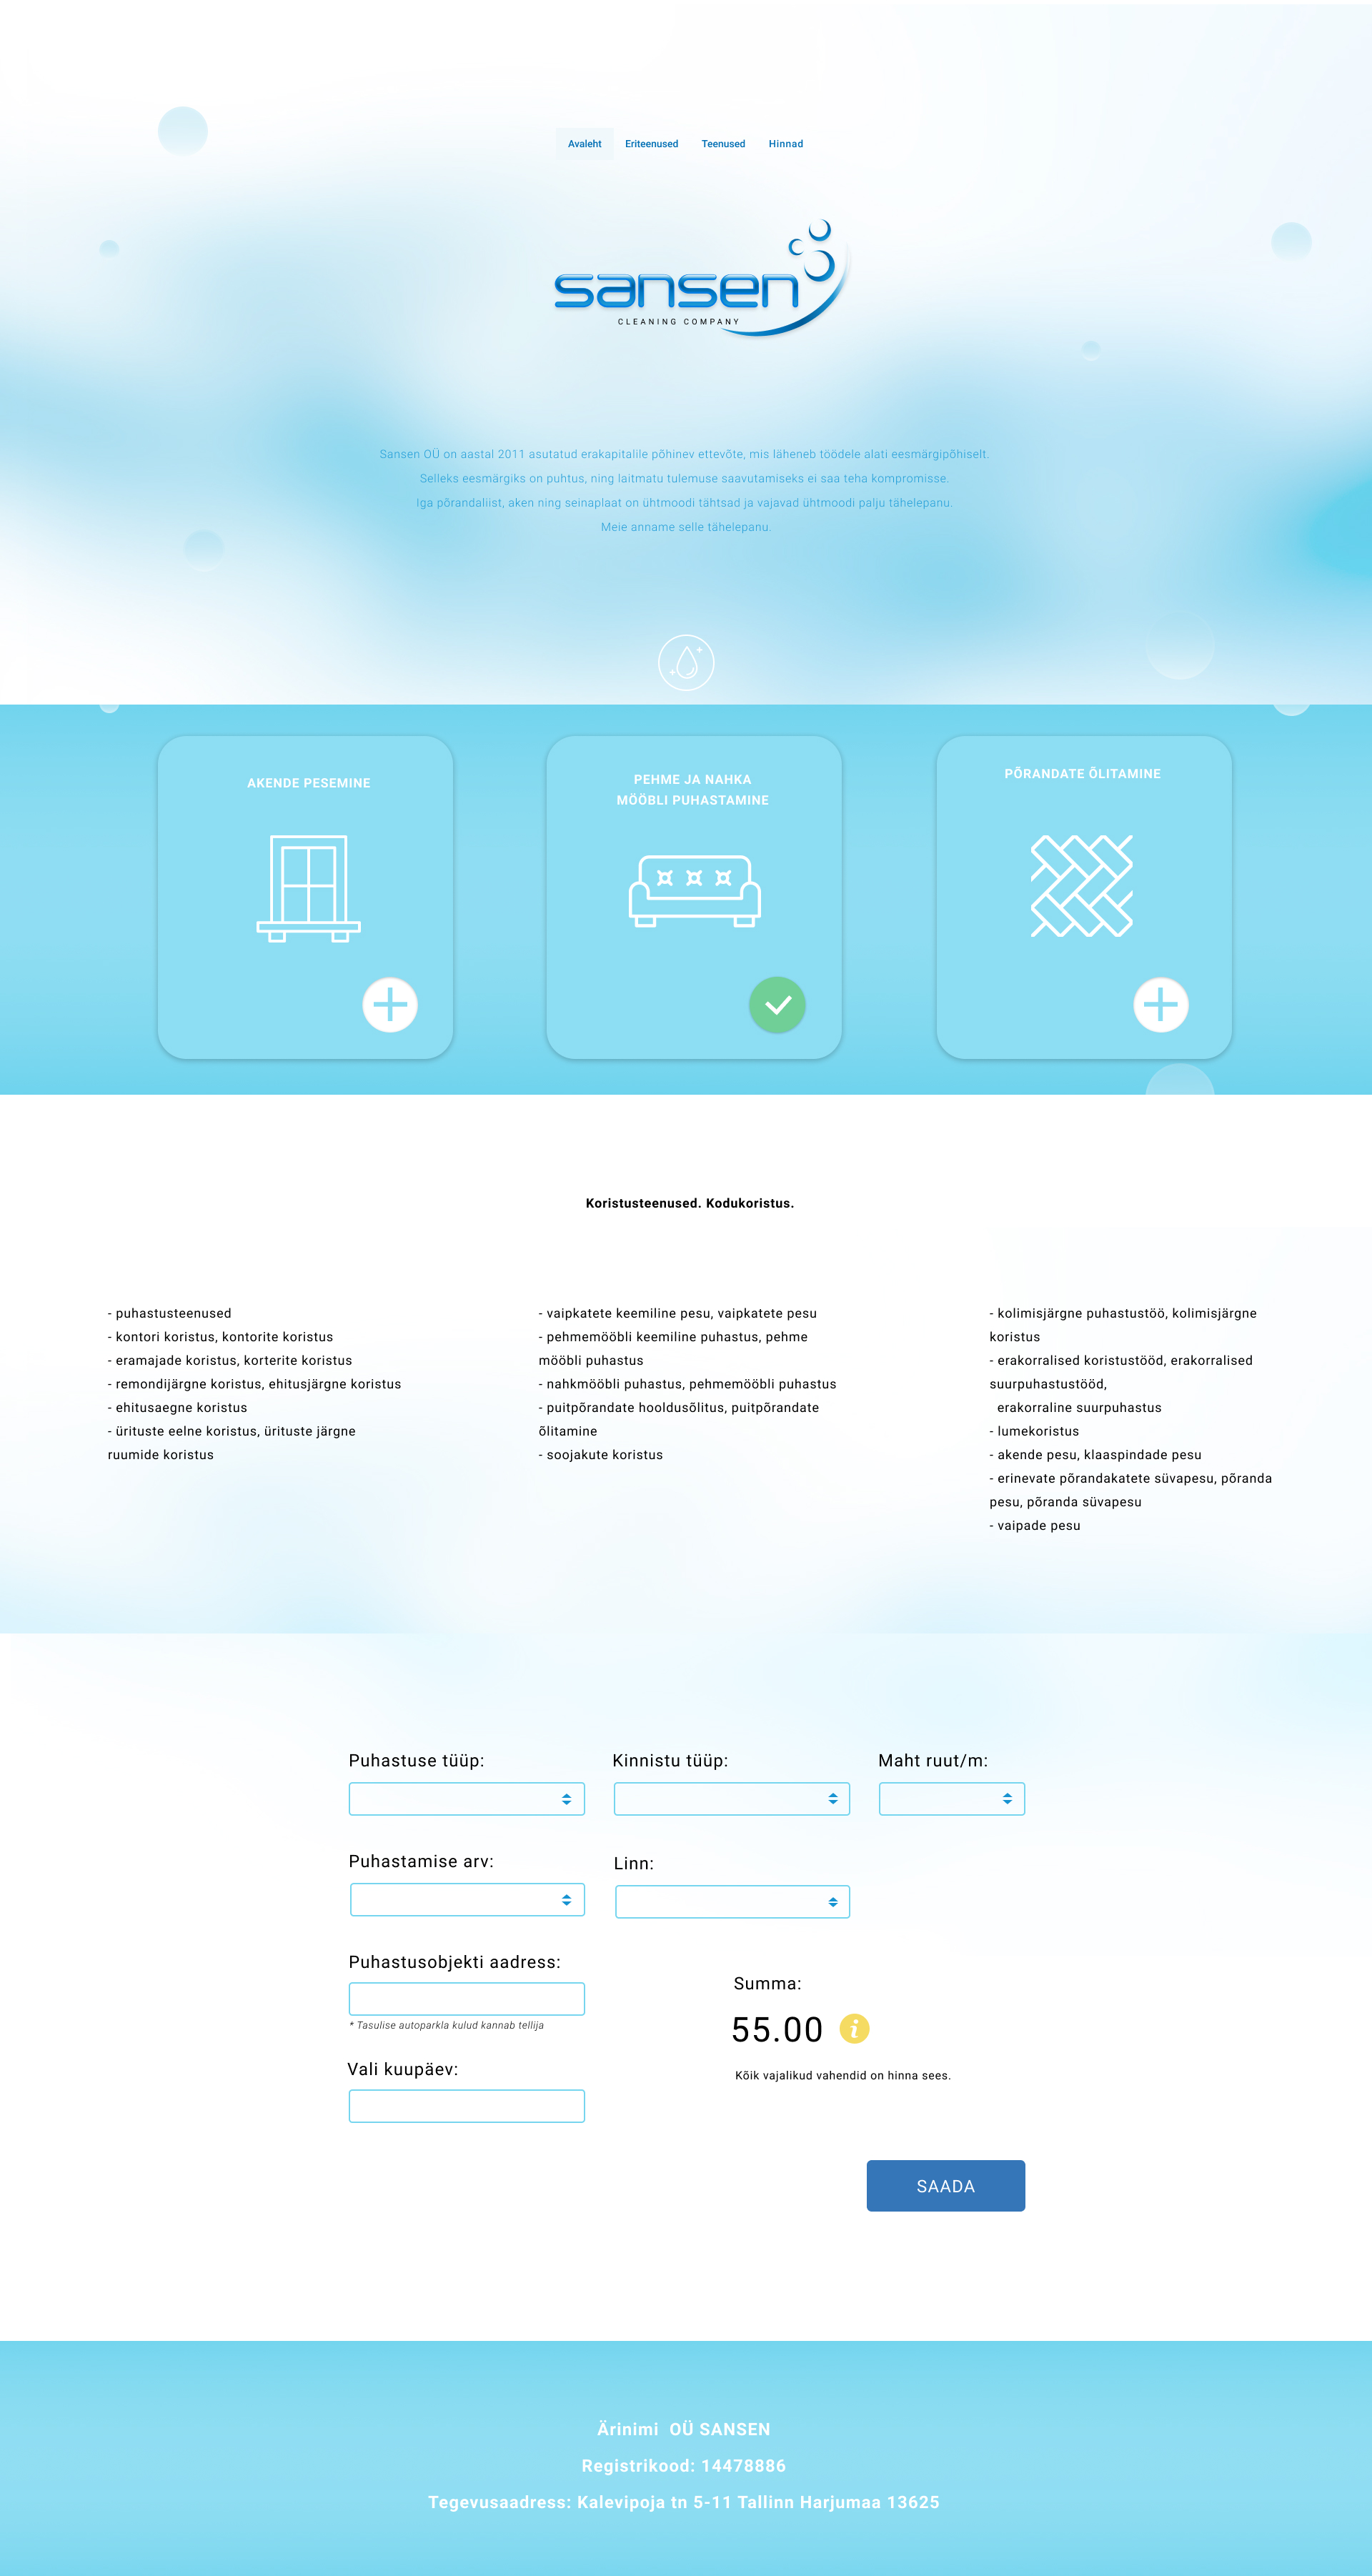 Avaleht Eriteenused Teenused Hinnad
sansen
CLEANING COMPANY
Sansen OÜ on aastal 2011 asutatud erakapitalile põhinev ettevõte, mis läheneb töödele alati eesmärgipõhiselt.
Selleks eesmärgiks on puhtus, ning laitmatu tulemuse saavutamiseks ei saa teha kompromisse.
Iga põrandaliist, aken ning seinaplaat on ühtmoodi tähtsad ja vajavad ühtmoodi palju tähelepanu.
Meie anname selle tähelepanu.
AKENDE PESEMINE
PEHME JA NAHKA
MÖÖBLI PUHASTAMINE
PÕRANDATE ÕLITAMINE
Koristusteenused. Kodukoristus.
- puhastusteenused
- kontori koristus, kontorite koristus
- eramajade koristus, korterite koristus
- remondijärgne koristus, ehitusjärgne koristus
- ehitusaegne koristus
- ürituste eelne koristus, ürituste järgne
ruumide koristus
- vaipkatete keemiline pesu, vaipkatete pesu
- pehmemööbli keemiline puhastus, pehme
mööbli puhastus
- nahkmööbli puhastus, pehmemööbli puhastus
- puitpõrandate hooldusõlitus, puitpõrandate
õlitamine
- soojakute koristus
- kolimisjärgne puhastustöö, kolimisjärgne
koristus
- erakorralised koristustööd, erakorralised
suurpuhastustööd,
erakorraline suurpuhastus
- lumekoristus
- akende pesu, klaaspindade pesu
- erinevate põrandakatete süvapesu, põranda
pesu, põranda süvapesu
- vaipade pesu
Puhastuse tüüp: Kinnistu tüüp: Maht ruut/m:
Puhastamise arv: Linn:
Puhastusobjekti aadress:
* Tasulise autoparkla kulud kannab tellija
Vali kuupäev:
Summa:
55.00 i
Kõik vajalikud vahendid on hinna sees.
SAADA
Ärinimi OÜ SANSEN
Registrikood: 14478886
Tegevusaadress: Kalevipoja tn 5-11 Tallinn Harjumaa 13625